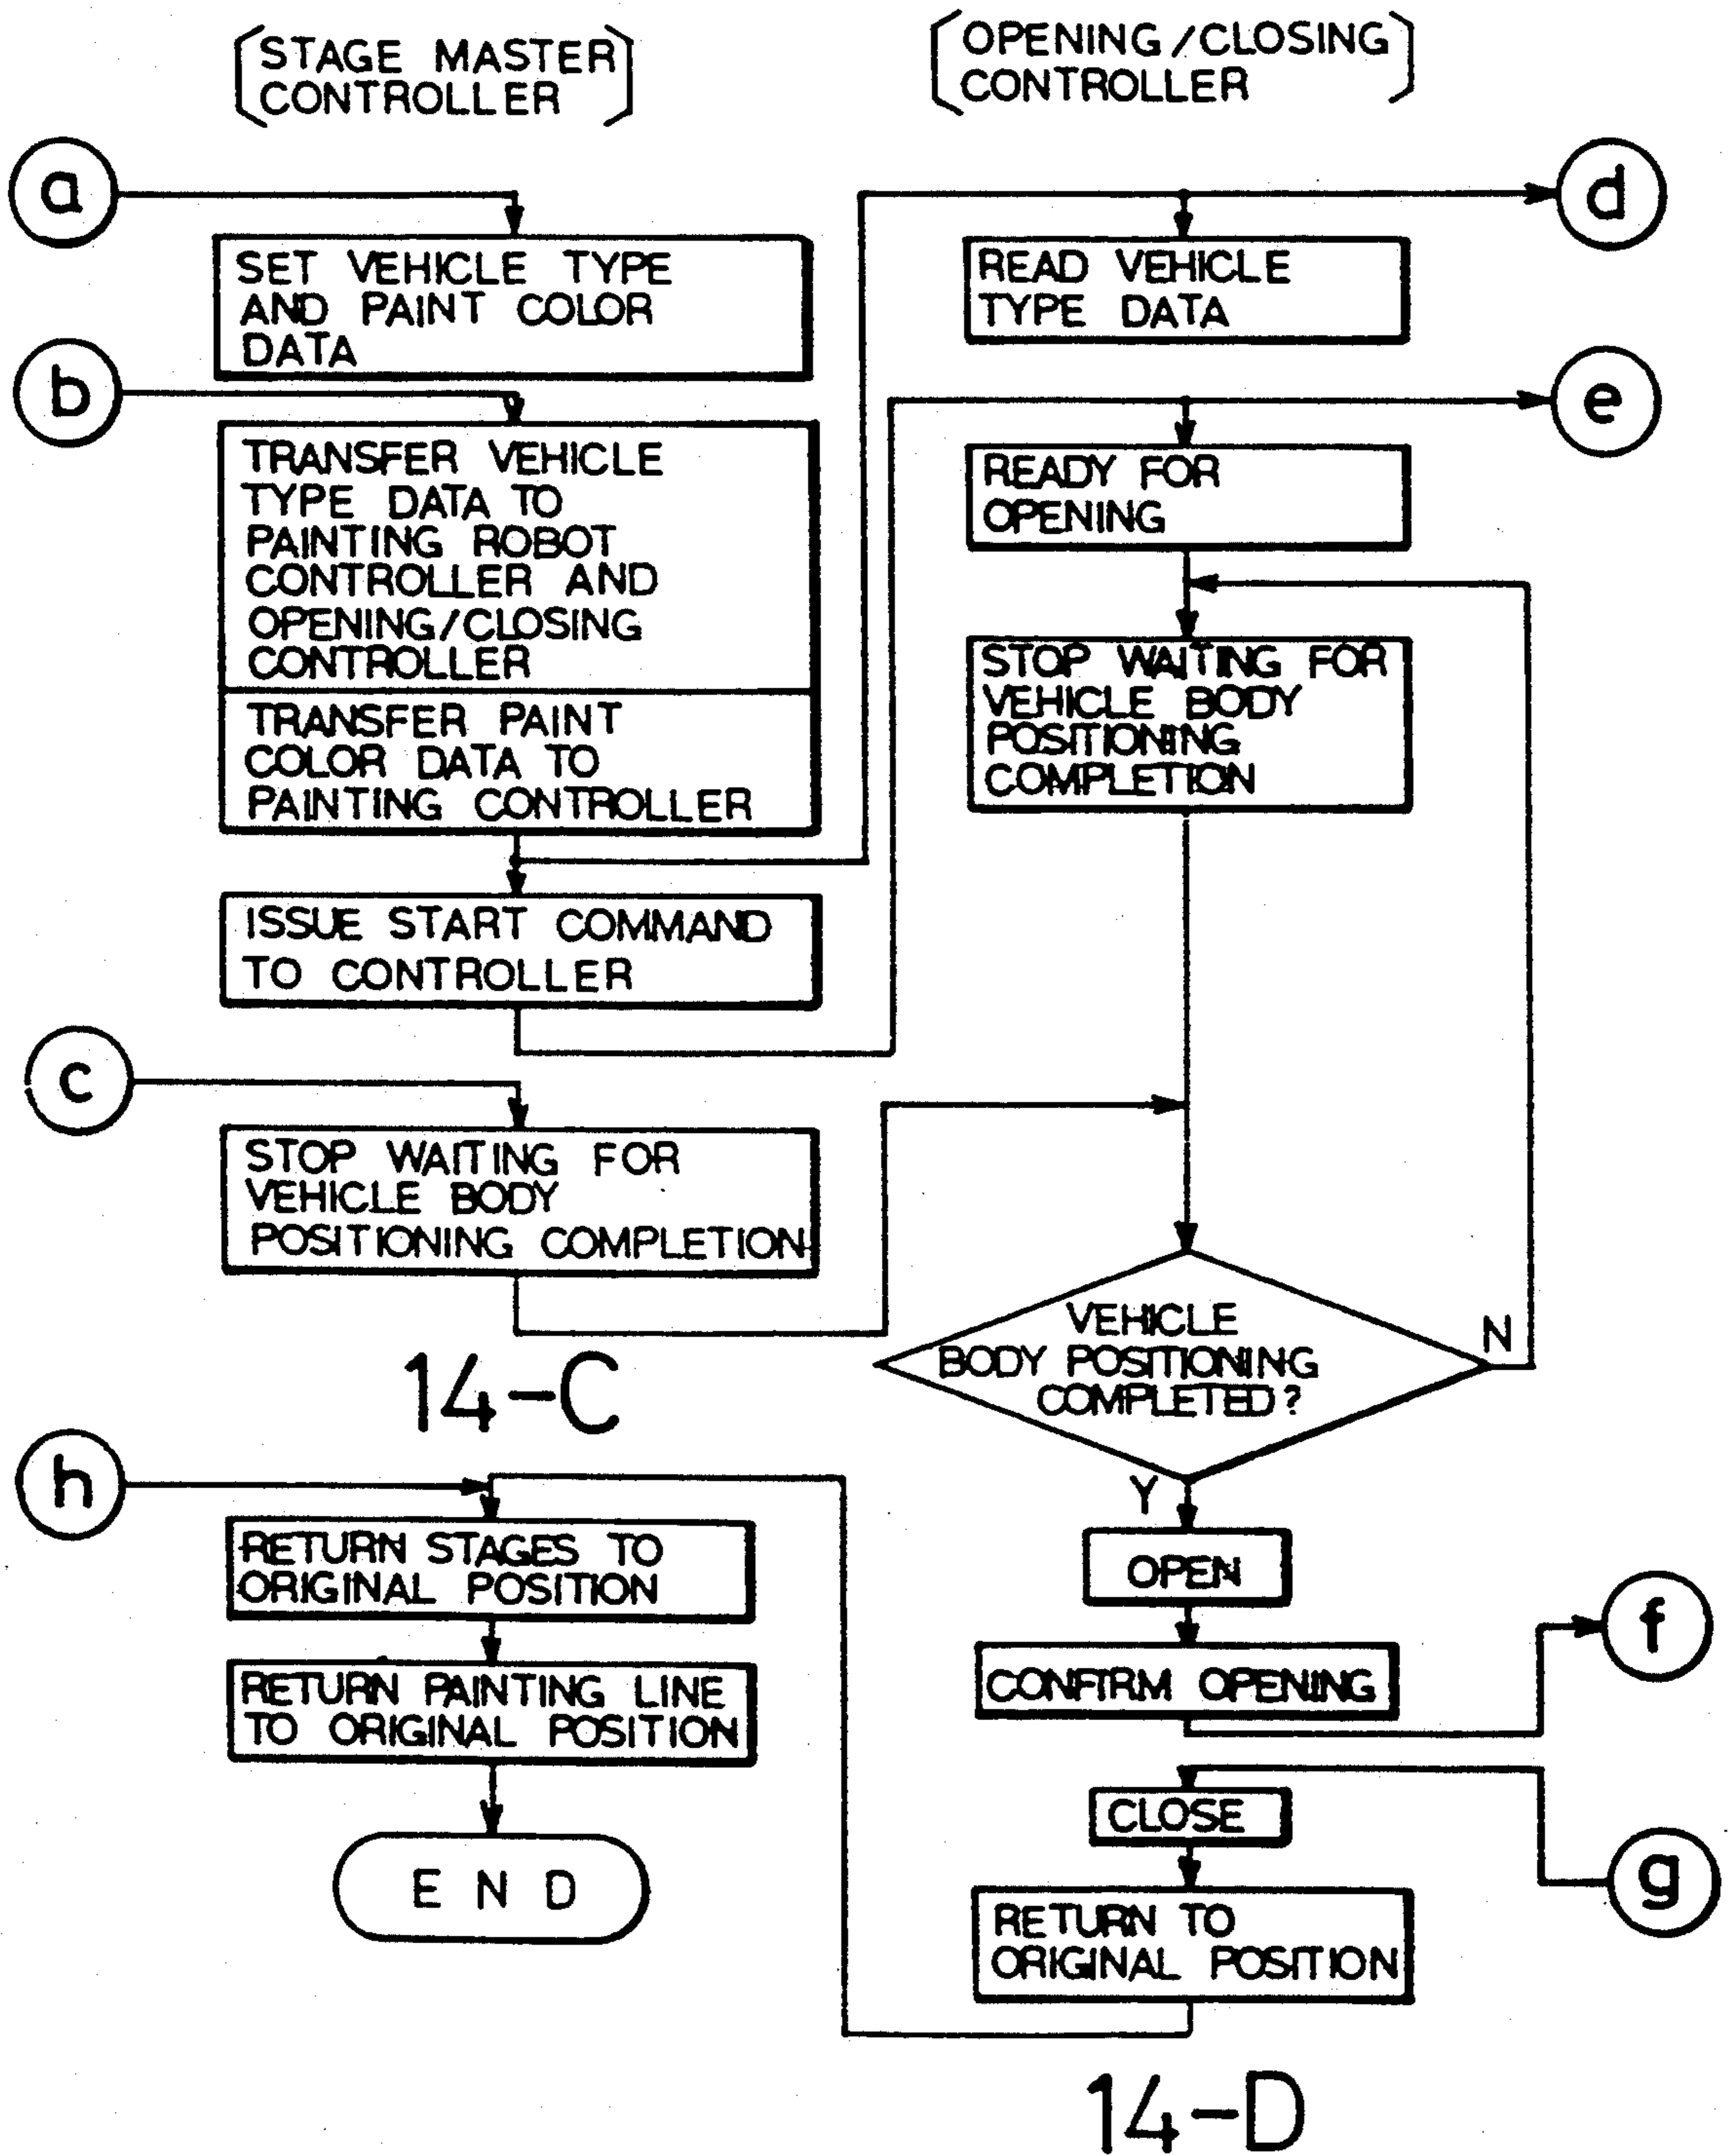 STAGE MASTER
CONTROLLER
a
SET VEHICLE TYPE
AND PAINT COLOR
DATA
b
TRANSFER VEHICLE
TYPE DATA TO
PAINTING ROBOT
CONTROLLER AND
OPENING/CLOSING
CONTROLLER
TRANSFER PAINT
COLOR DATA TO
PAINTING CONTROLLER
ISSUE START COMMAND
TO CONTROLLER
c
STOP WAITING FOR
VEHICLE BODY
POSITIONING COMPLETION
14-C
h
RETURN STAGES TO
ORIGINAL POSITION
RETURN PAINTING LINE
TO ORIGINAL POSITION
END
OPENING/CLOSING
CONTROLLER
d
READ VEHICLE
TYPE DATA
e
READY FOR
OPENING
STOP WAITING FOR
VEHICLE BODY
POSITIONING
COMPLETION
VEHICLE
BODY POSITIONING
COMPLETED?
N
Y
OPEN
f
CONFIRM OPENING
CLOSE
g
RETURN TO
ORIGINAL POSITION
14-D